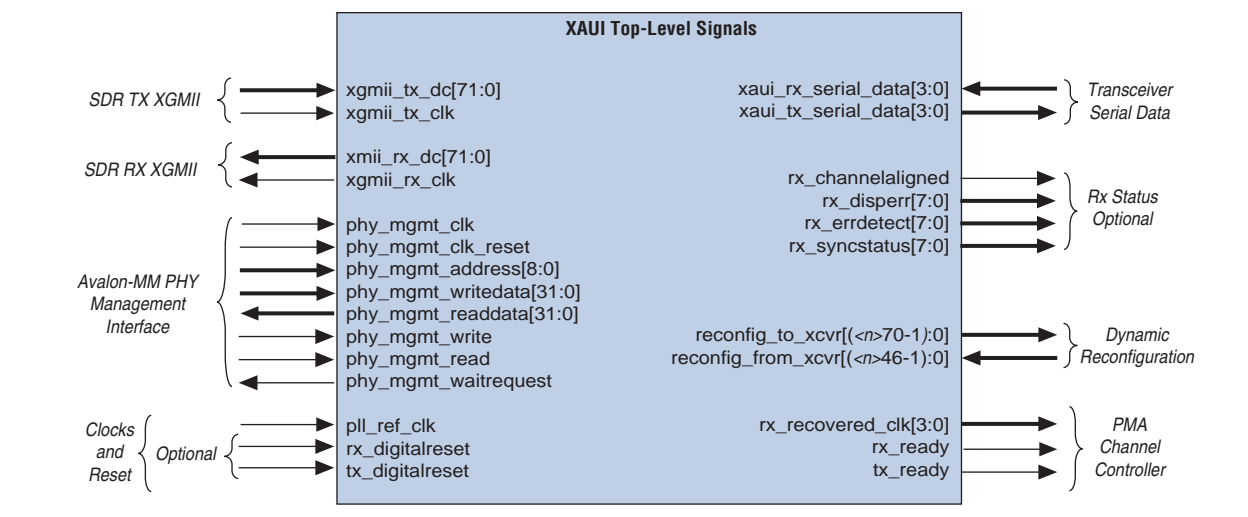 XAUI Top-Level Signals
SDR TX XGMII
xgmii_tx_dc[71:0]
xgmii_tx_clk
SDR RX XGMII
xmii_rx_dc[71:0]
xgmii_rx_clk
Avalon-MM PHY
Management
Interface
phy_mgmt_clk
phy_mgmt_clk_reset
phy_mgmt_address[8:0]
phy_mgmt_writedata[31:0]
phy_mgmt_readdata[31:0]
phy_mgmt_write
phy_mgmt_read
phy_mgmt_waitrequest
Clocks
and
Reset
Optional
pll_ref_clk
rx_digitalreset
tx_digitalreset
xaui_rx_serial_data[3:0]
xaui_tx_serial_data[3:0]
Transceiver
Serial Data
rx_channelaligned
rx_disperr[7:0]
rx_errdetect[7:0]
rx_syncstatus[7:0]
Rx Status
Optional
reconfig_to_xcvr[(<n>70-1):0]
reconfig_from_xcvr[(<n>46-1):0]
Dynamic
Reconfiguration
rx_recovered_clk[3:0]
rx_ready
tx_ready
PMA
Channel
Controller